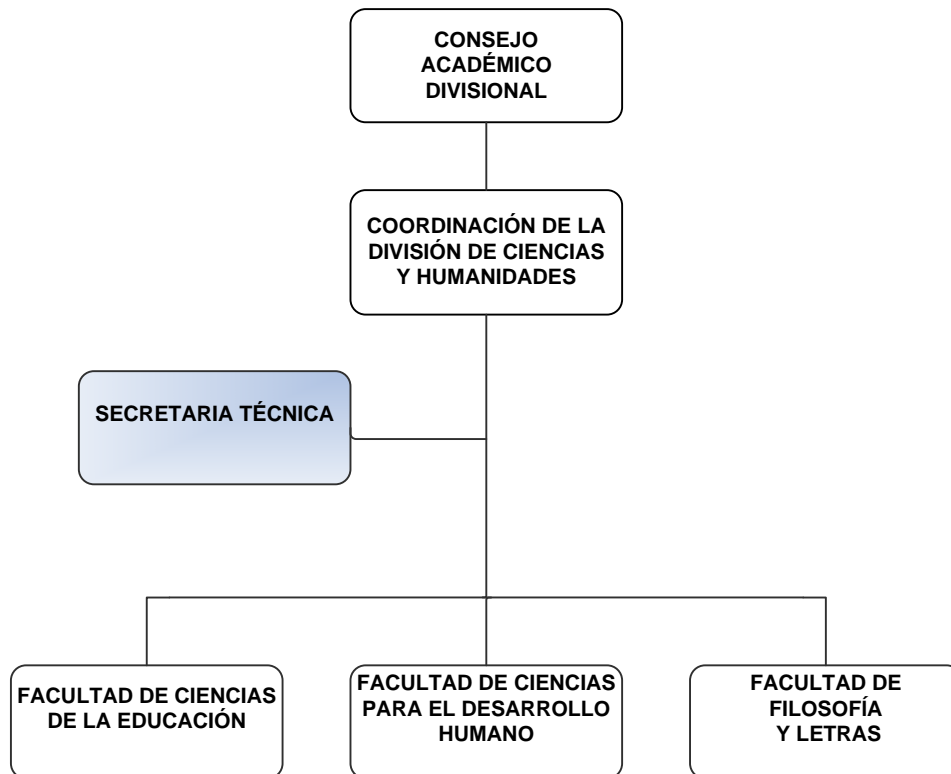 CONSEJO
ACADÉMICO
DIVISIONAL
COORDINACIÓN DE LA
DIVISIÓN DE CIENCIAS
Y HUMANIDADES
SECRETARIA TÉCNICA
FACULTAD DE CIENCIAS
DE LA EDUCACIÓN
FACULTAD DE CIENCIAS
PARA EL DESARROLLO
HUMANO
FACULTAD DE
FILOSOFÍA
Y LETRAS